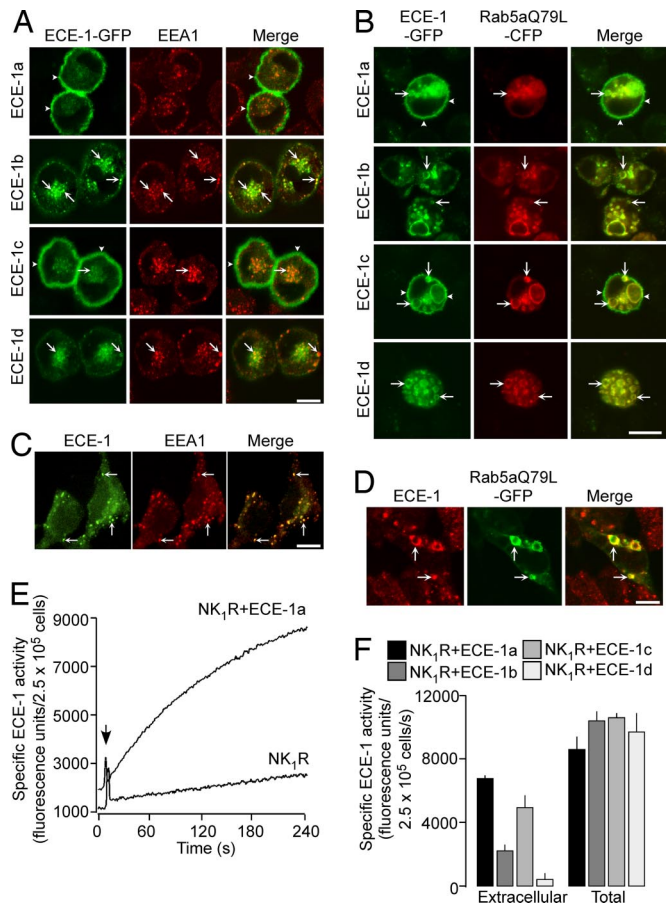 A
ECE-1-GFP EEA1 Merge
ECE-1a
ECE-1b
ECE-1c
ECE-1d
B
ECE-1
-GFP
Rab5aQ79L
-CFP
Merge
ECE-1a
ECE-1b
ECE-1c
ECE-1d
C
ECE-1 EEA1 Merge
D
ECE-1
Rab5aQ79L
-GFP
Merge
E
Specific ECE-1 activity
(fluorescence units/2.5 x 10⁵ cells)
9000
7000
5000
3000
1000
NK₁R+ECE-1a
NK₁R
0 60 120 180 240
Time (s)
F
NK₁R+ECE-1a NK₁R+ECE-1c
NK₁R+ECE-1b NK₁R+ECE-1d
Specific ECE-1 activity
(fluorescence units/
2.5 x 10⁵ cells/s)
12000
8000
4000
0
Extracellular Total